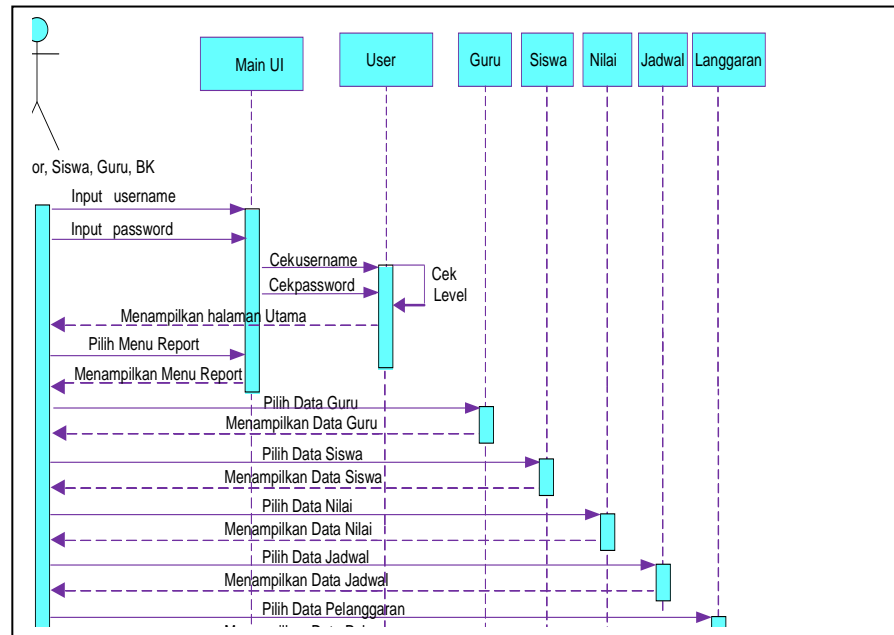 Main UI
User
Guru
Siswa
Nilai
Jadwal
Langgaran
or, Siswa, Guru, BK
Input username
Input password
Cekusername
Cek
Cekpassword
Level
Menampilkan halaman Utama
Pilih Menu Report
Menampilkan Menu Report
Pilih Data Guru
Menampilkan Data Guru
Pilih Data Siswa
Menampilkan Data Siswa
Pilih Data Nilai
Menampilkan Data Nilai
Pilih Data Jadwal
Menampilkan Data Jadwal
Pilih Data Pelanggaran